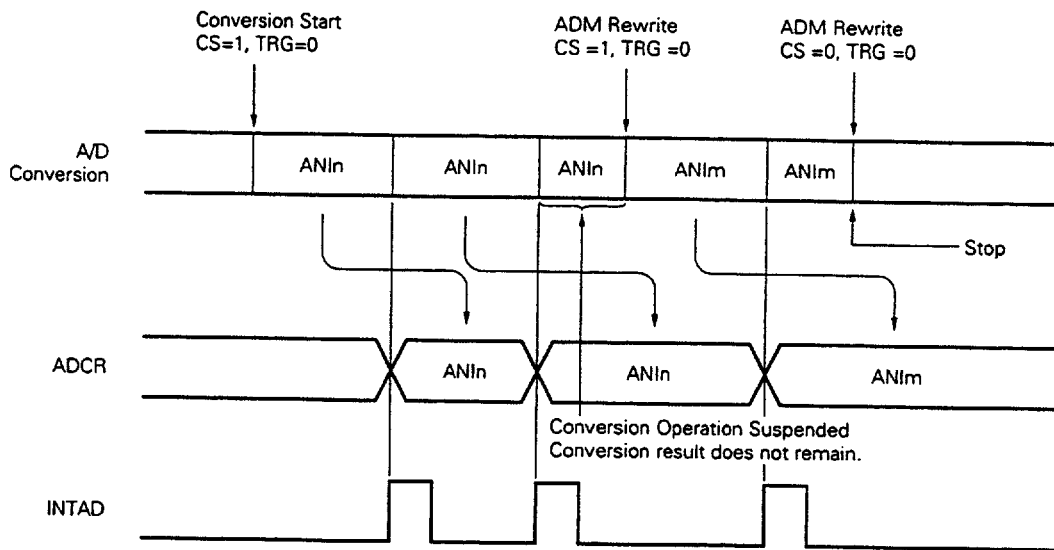 Conversion Start
CS=1, TRG=0
ADM Rewrite
CS =1, TRG =0
ADM Rewrite
CS =0, TRG =0
A/D
Conversion
ANIn
ANIn
ANIn
ANIm
ANIm
Stop
ADCR
ANIn
ANIn
ANIm
Conversion Operation Suspended
Conversion result does not remain.
INTAD